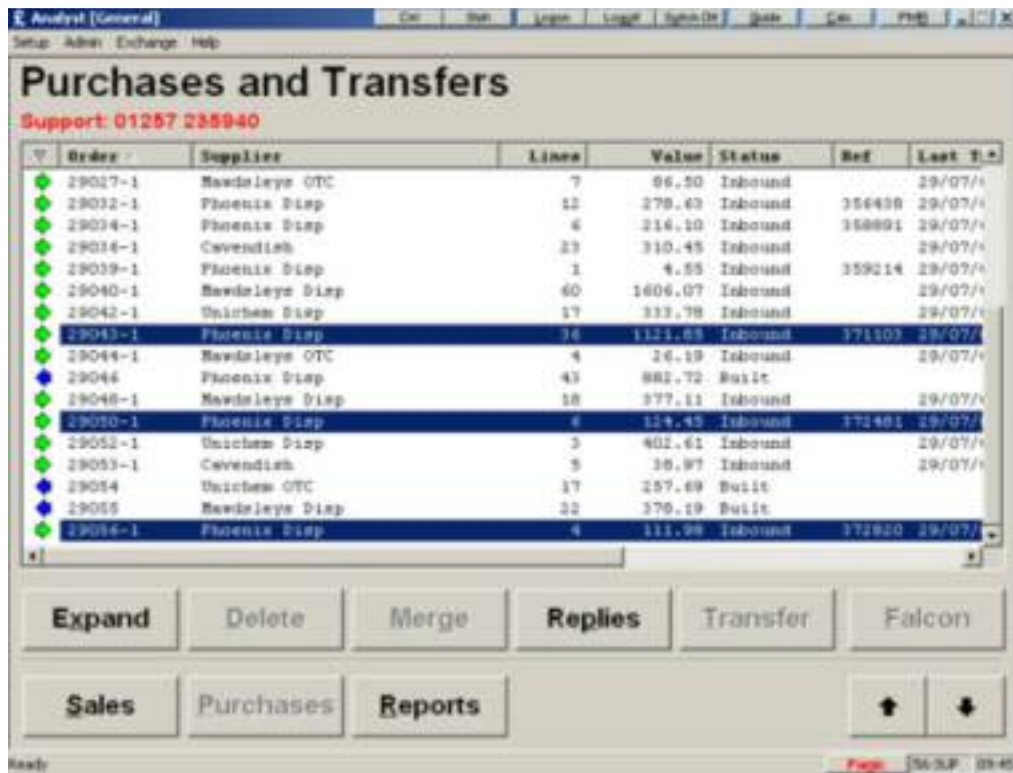 Analyst [General]
Setup Admin Exchange Help
Purchases and Transfers
Support: 01257 235940
Order Supplier Lines Value Status Ref Last
29027-1 Mawdsleys OTC 7 86.50 Inbound 29/07/
29032-1 Phoenix Disp 12 278.63 Inbound 356438 29/07/
29034-1 Phoenix Disp 6 216.10 Inbound 358891 29/07/
29036-1 Cavendish 23 310.45 Inbound 29/07/
29039-1 Phoenix Disp 1 4.55 Inbound 359214 29/07/
29040-1 Mawdsleys Disp 60 1606.07 Inbound 29/07/
29042-1 Unichem Disp 17 333.78 Inbound 29/07/
29043-1 Phoenix Disp 36 1121.85 Inbound 371103 29/07/
29044-1 Mawdsleys OTC 4 26.19 Inbound 29/07/
29046 Phoenix Disp 43 882.72 Built
29048-1 Mawdsleys Disp 18 377.11 Inbound 29/07/
29050-1 Phoenix Disp 6 124.45 Inbound 372481 29/07/
29052-1 Unichem Disp 3 402.61 Inbound 29/07/
29053-1 Cavendish 5 38.97 Inbound 29/07/
29054 Unichem OTC 17 257.69 Built
29055 Mawdsleys Disp 22 378.19 Built
29056-1 Phoenix Disp 4 111.98 Inbound 372820 29/07/
Expand Delete Merge Replies Transfer Falcon
Sales Purchases Reports
Ready Page 09:45